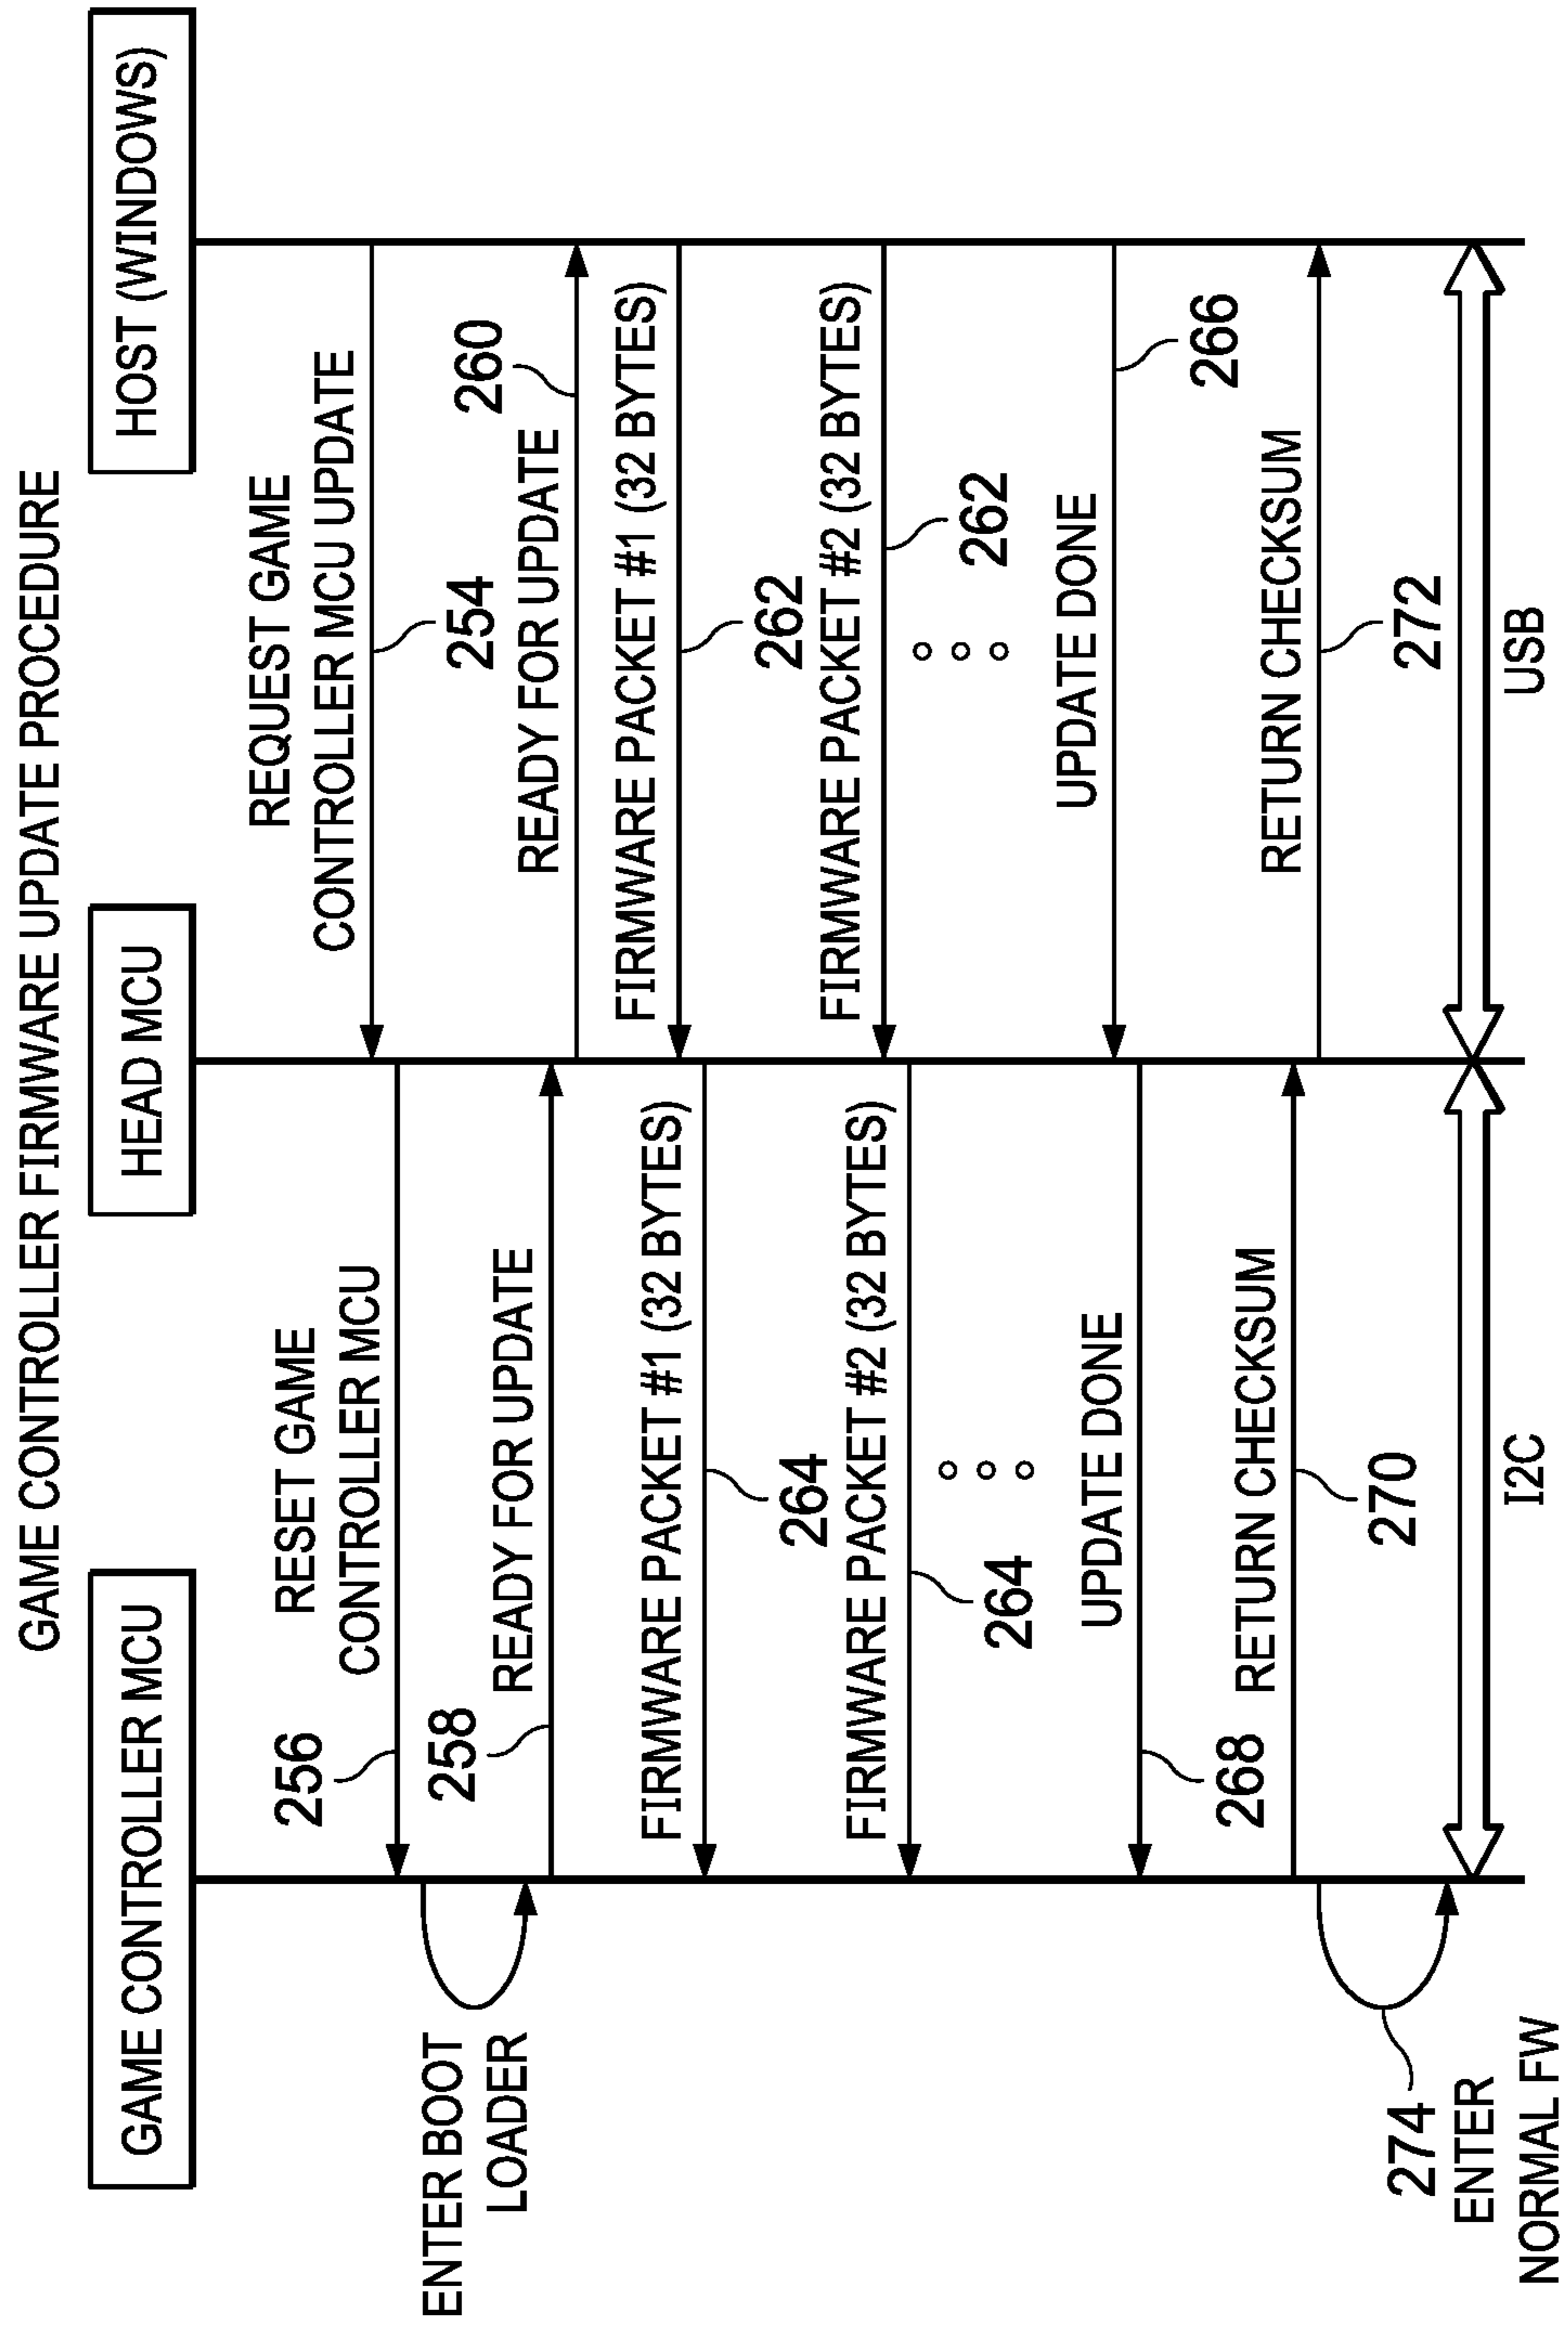 GAME CONTROLLER FIRMWARE UPDATE PROCEDURE
GAME CONTROLLER MCU
HEAD MCU
HOST (WINDOWS)
REQUEST GAME
CONTROLLER MCU UPDATE
254
RESET GAME
CONTROLLER MCU
256
ENTER BOOT
LOADER
258
READY FOR UPDATE
260
READY FOR UPDATE
FIRMWARE PACKET #1 (32 BYTES)
262
FIRMWARE PACKET #1 (32 BYTES)
264
FIRMWARE PACKET #2 (32 BYTES)
262
FIRMWARE PACKET #2 (32 BYTES)
264
UPDATE DONE
266
UPDATE DONE
268
RETURN CHECKSUM
270
RETURN CHECKSUM
272
274
ENTER
NORMAL FW
I2C
USB